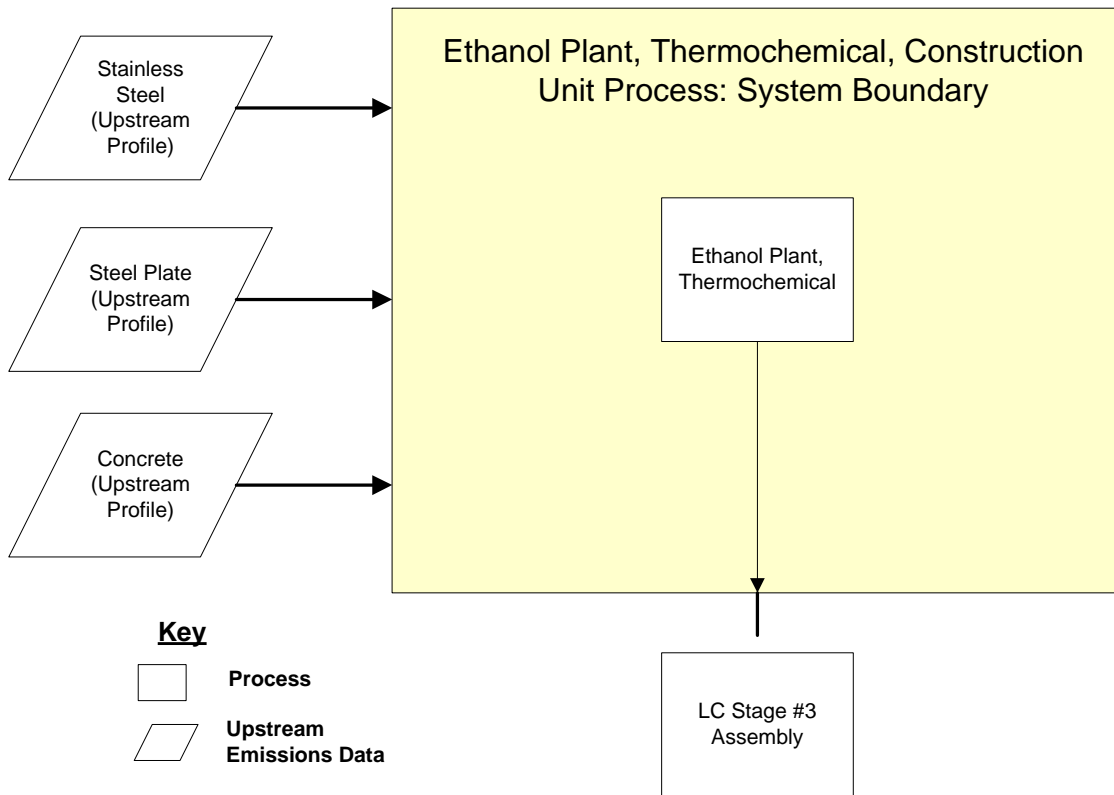 Stainless
Steel
(Upstream
Profile)
Ethanol Plant, Thermochemical, Construction
Unit Process: System Boundary
Steel Plate
(Upstream
Profile)
Ethanol Plant,
Thermochemical
Concrete
(Upstream
Profile)
Key
Process
Upstream
Emissions Data
LC Stage #3
Assembly